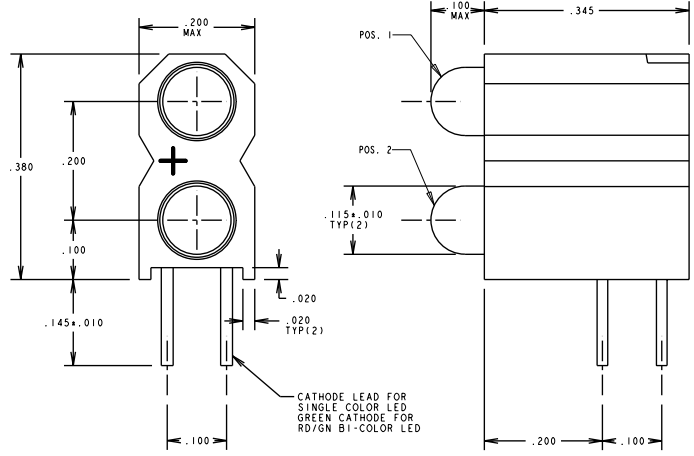 .200
MAX
.100
MAX
.345
POS. 1
.380
.200
POS. 2
.115±.010
TYP(2)
.100
.020
.145±.010
.020
TYP(2)
CATHODE LEAD FOR
SINGLE COLOR LED
GREEN CATHODE FOR
RD/GN BI-COLOR LED
.100
.200
.100